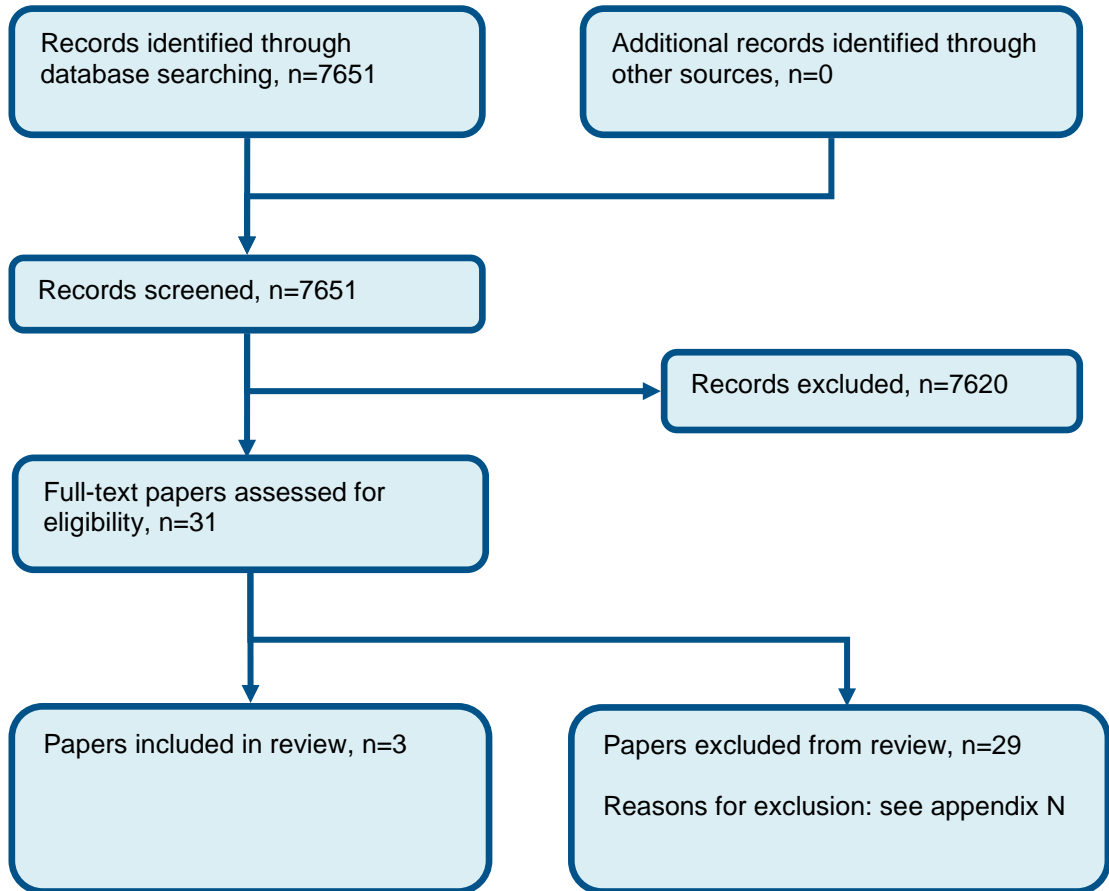 Records identified through
database searching, n=7651
Additional records identified through
other sources, n=0
Records screened, n=7651
Records excluded, n=7620
Full-text papers assessed for
eligibility, n=31
Papers included in review, n=3
Papers excluded from review, n=29
Reasons for exclusion: see appendix N